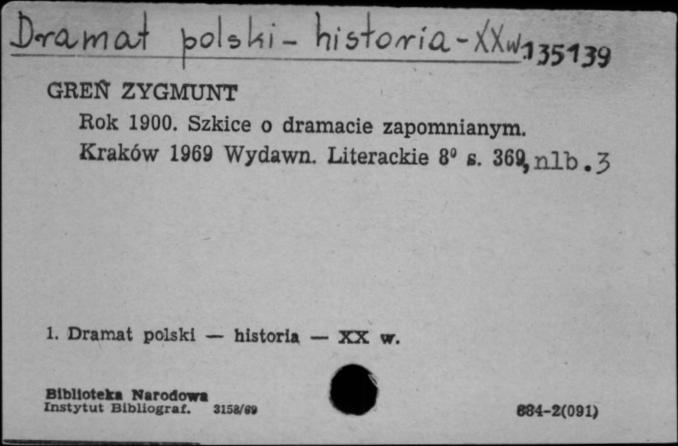 Dramat polski - historia - XX w. 135139
GREŃ ZYGMUNT
Rok 1900. Szkice o dramacie zapomnianym.
Kraków 1969 Wydawn. Literackie 8⁰ s. 369, nlb. 3
1. Dramat polski — historia — XX w.
Biblioteka Narodowa
Instytut Bibliograf. 3158/69
884-2(091)